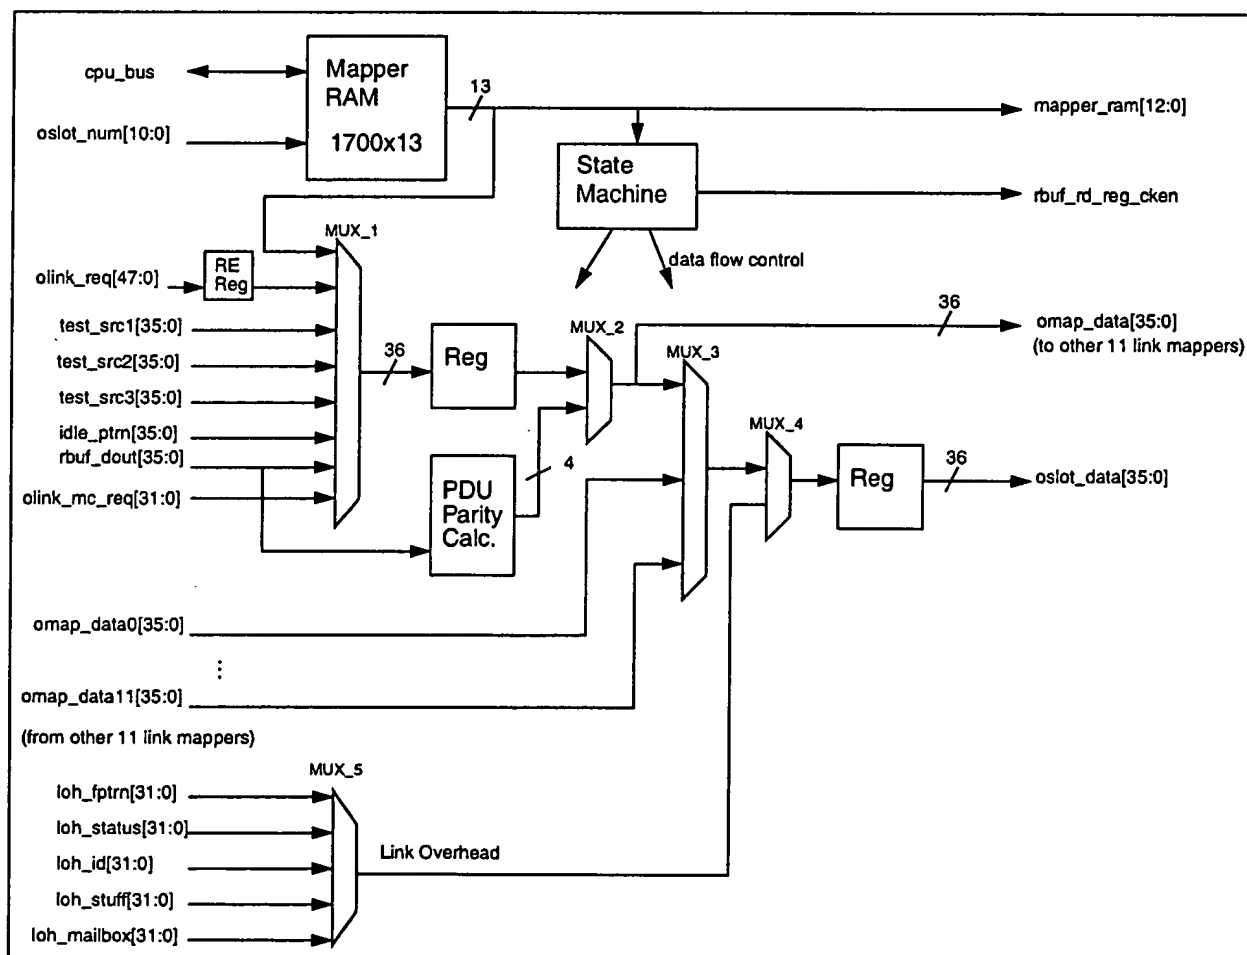 cpu_bus
oslot_num[10:0]
Mapper
RAM
1700x13
13
mapper_ram[12:0]
State
Machine
rbuf_rd_reg_cken
data flow control
MUX_1
olink_req[47:0]
RE
Reg
test_src1[35:0]
test_src2[35:0]
test_src3[35:0]
idle_ptrn[35:0]
rbuf_dout[35:0]
olink_mc_req[31:0]
36
Reg
MUX_2
36
omap_data[35:0]
(to other 11 link mappers)
MUX_3
PDU
Parity
Calc.
4
MUX_4
Reg
36
oslot_data[35:0]
omap_data0[35:0]
⋮
omap_data11[35:0]
(from other 11 link mappers)
MUX_5
loh_fptrn[31:0]
loh_status[31:0]
loh_id[31:0]
loh_stuff[31:0]
loh_mailbox[31:0]
Link Overhead